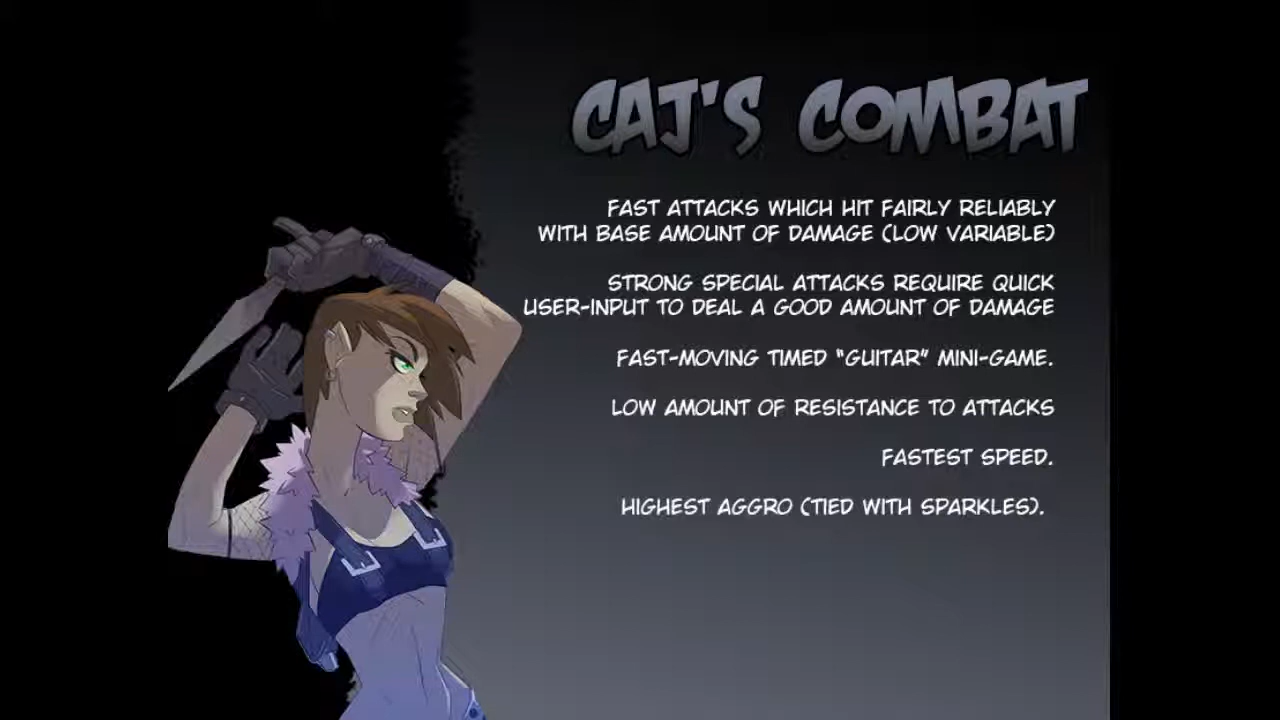 CAJ'S COMBAT
FAST ATTACKS WHICH HIT FAIRLY RELIABLY
WITH BASE AMOUNT OF DAMAGE (LOW VARIABLE)
STRONG SPECIAL ATTACKS REQUIRE QUICK
USER-INPUT TO DEAL A GOOD AMOUNT OF DAMAGE
FAST-MOVING TIMED "GUITAR" MINI-GAME.
LOW AMOUNT OF RESISTANCE TO ATTACKS
FASTEST SPEED.
HIGHEST AGGRO (TIED WITH SPARKLES).